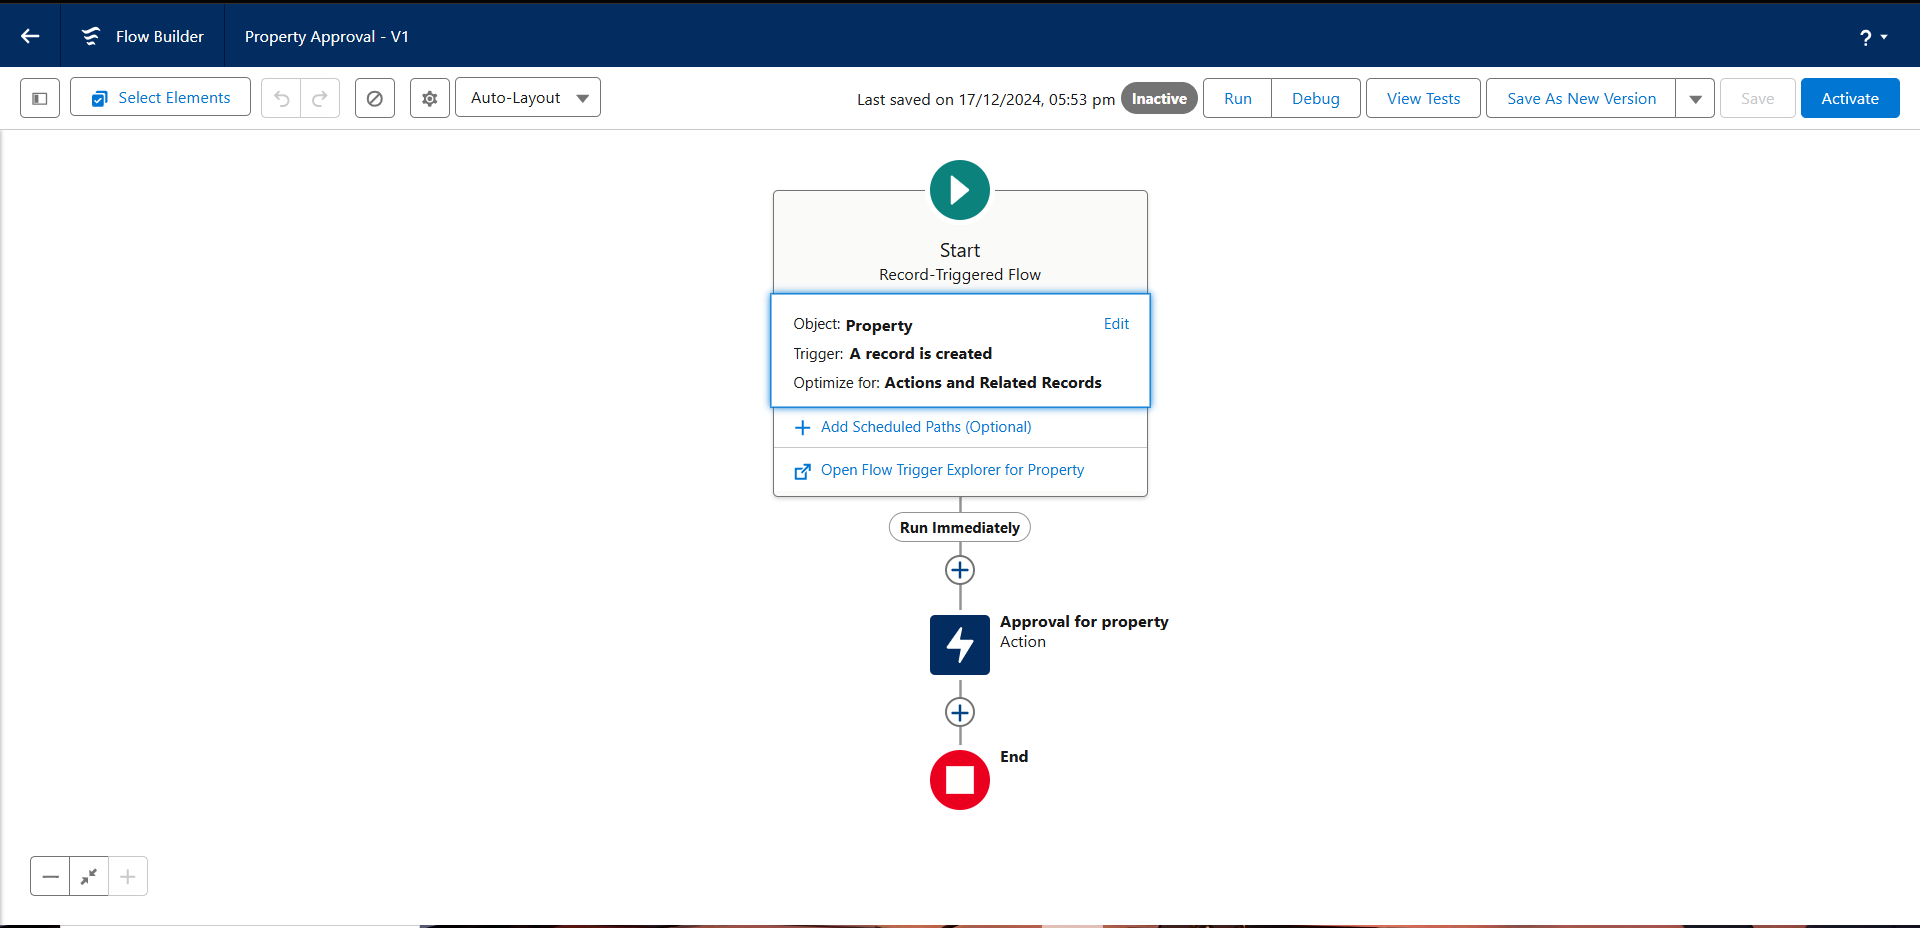 Flow Builder
Property Approval - V1
?
Select Elements
Auto-Layout
Last saved on 17/12/2024, 05:53 pm
Inactive
Run
Debug
View Tests
Save As New Version
Save
Activate
Start
Record-Triggered Flow
Object: Property
Edit
Trigger: A record is created
Optimize for: Actions and Related Records
Add Scheduled Paths (Optional)
Open Flow Trigger Explorer for Property
Run Immediately
Approval for property
Action
End